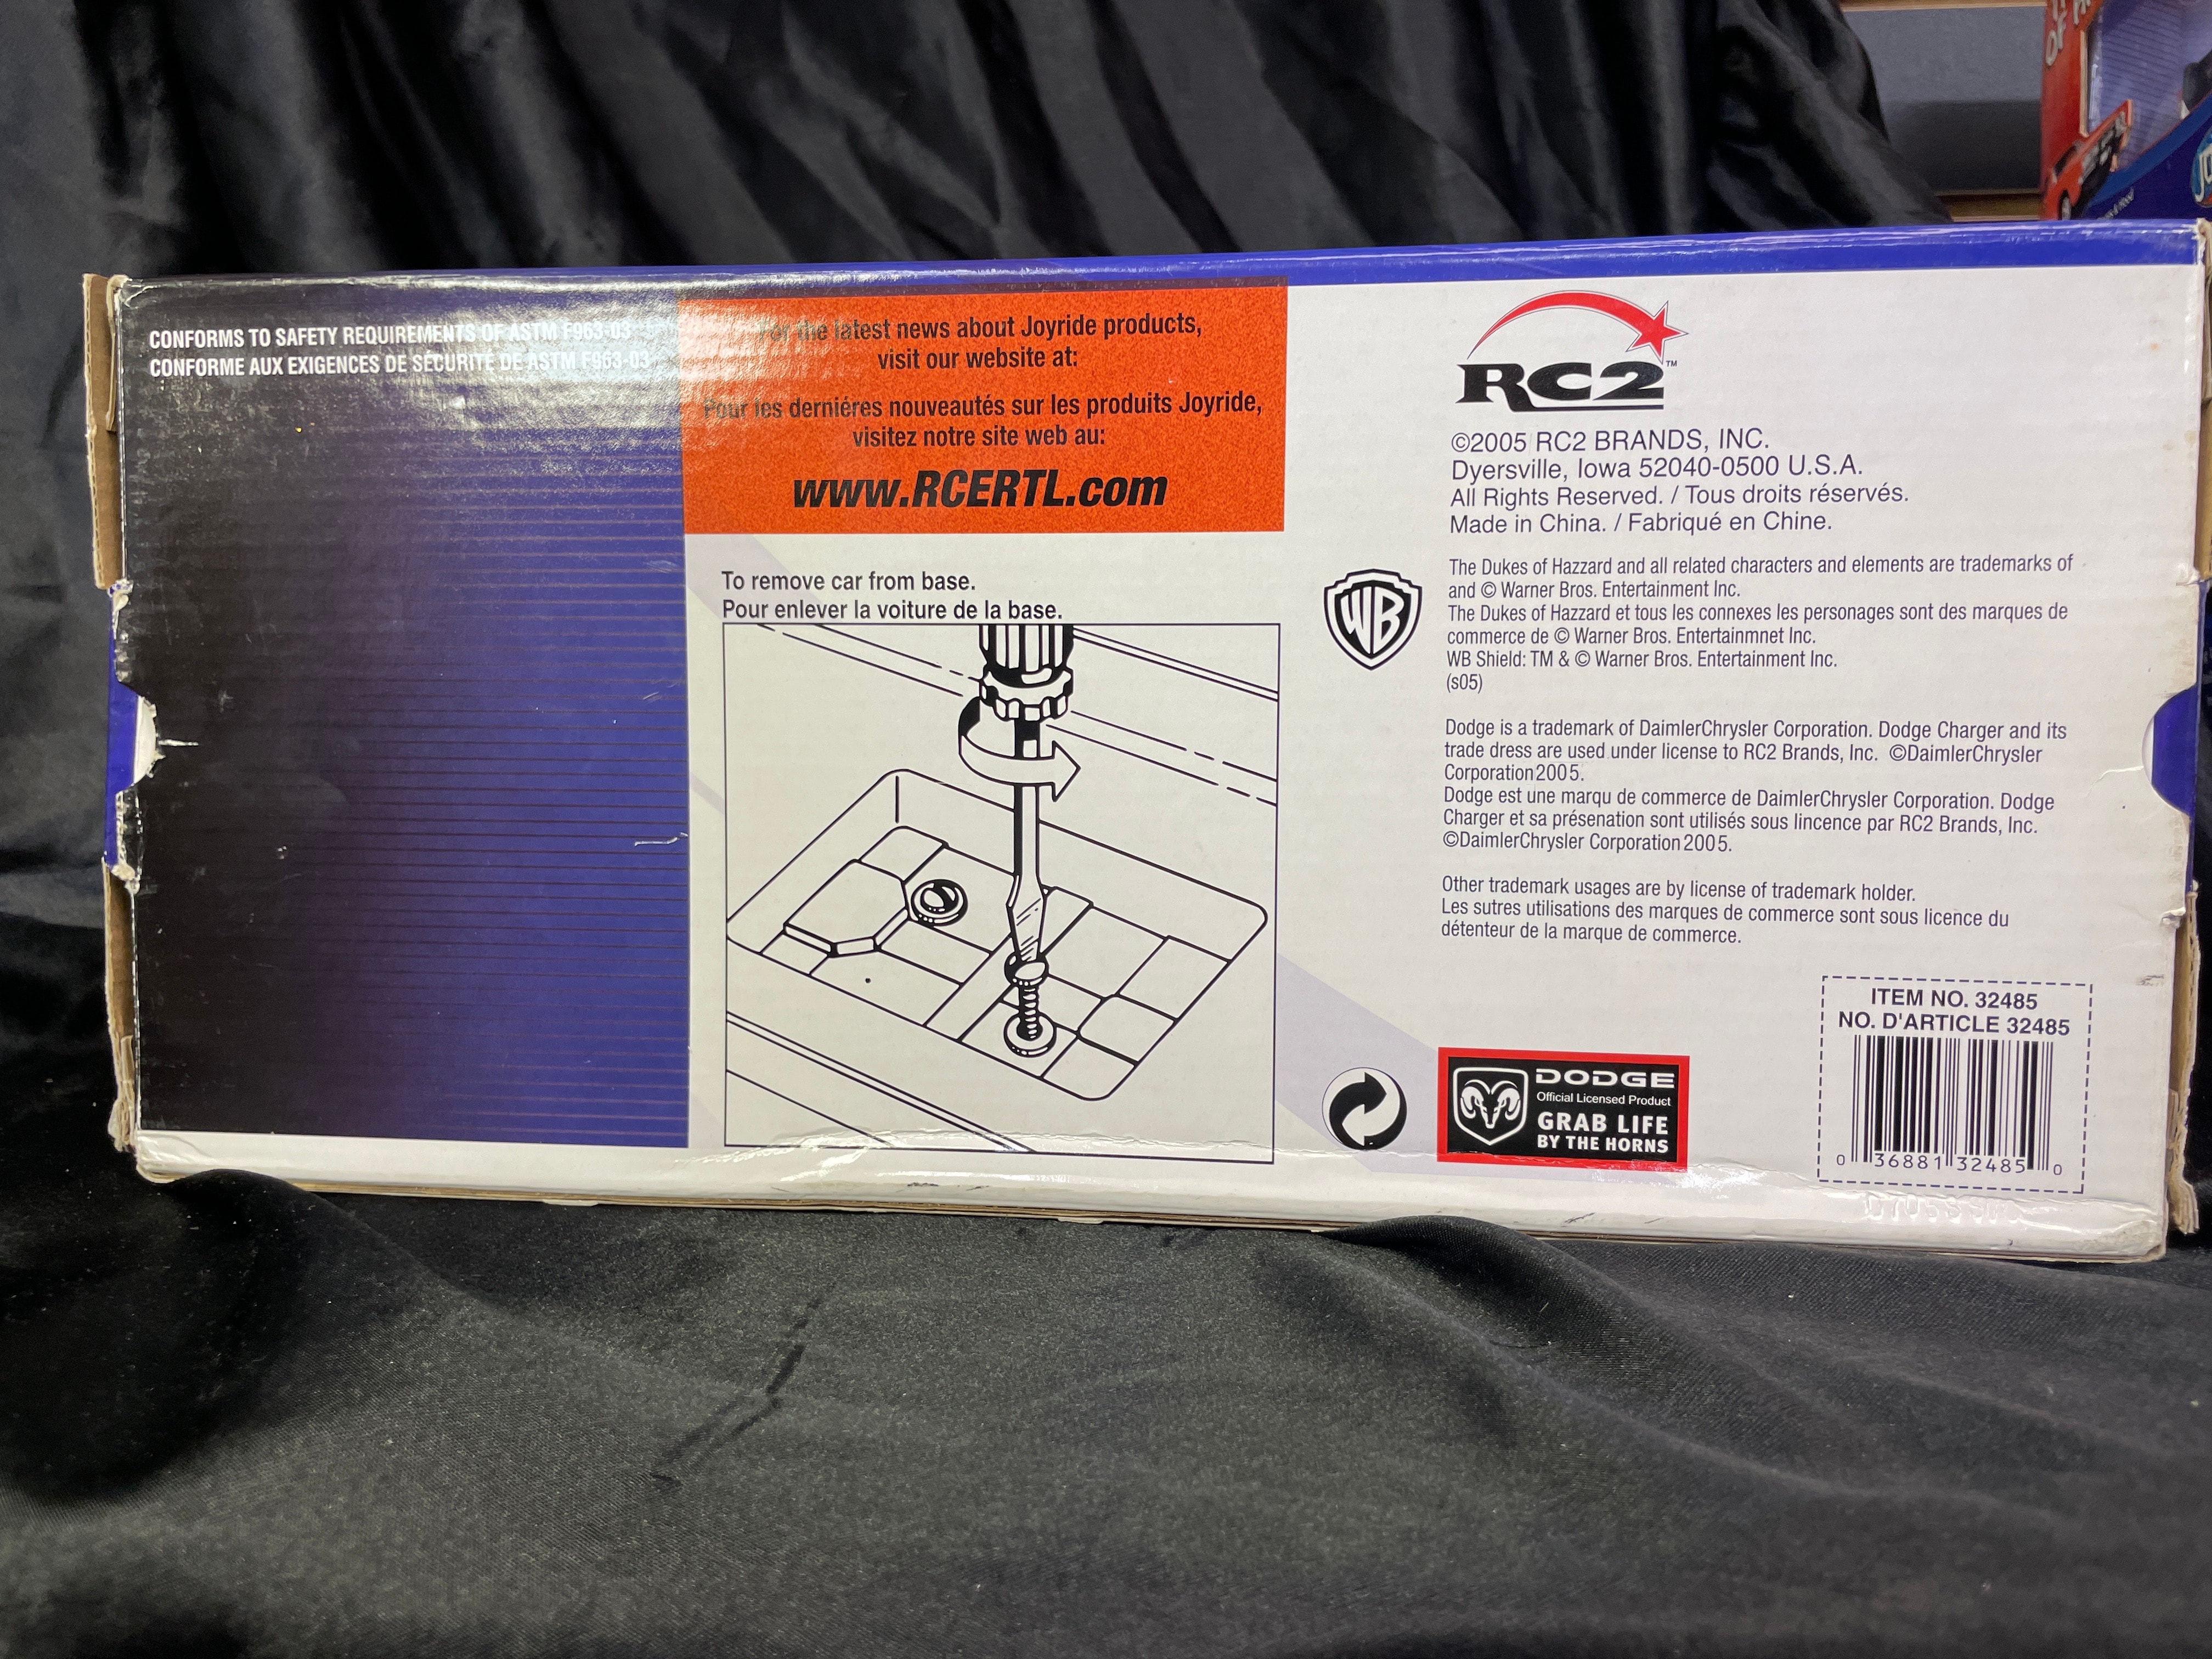 CONFORMS TO SAFETY REQUIREMENTS OF ASTM F963-03
CONFORME AUX EXIGENCES DE SÉCURITÉ DE ASTM F963-03
For the latest news about Joyride products,
visit our website at:
Pour les derniéres nouveautés sur les produits Joyride,
visitez notre site web au:
www.RCERTL.com
To remove car from base.
Pour enlever la voiture de la base.
RC2™
©2005 RC2 BRANDS, INC.
Dyersville, Iowa 52040-0500 U.S.A.
All Rights Reserved. / Tous droits réservés.
Made in China. / Fabriqué en Chine.
WB
The Dukes of Hazzard and all related characters and elements are trademarks of
and © Warner Bros. Entertainment Inc.
The Dukes of Hazzard et tous les connexes les personages sont des marques de
commerce de © Warner Bros. Entertainmnet Inc.
WB Shield: TM & © Warner Bros. Entertainment Inc.
(s05)
Dodge is a trademark of DaimlerChrysler Corporation. Dodge Charger and its
trade dress are used under license to RC2 Brands, Inc. ©DaimlerChrysler
Corporation 2005.
Dodge est une marqu de commerce de DaimlerChrysler Corporation. Dodge
Charger et sa présenation sont utilisés sous lincence par RC2 Brands, Inc.
©DaimlerChrysler Corporation 2005.
Other trademark usages are by license of trademark holder.
Les sutres utilisations des marques de commerce sont sous licence du
détenteur de la marque de commerce.
DODGE
Official Licensed Product
GRAB LIFE
BY THE HORNS
ITEM NO. 32485
NO. D'ARTICLE 32485
0 36881 32485 0